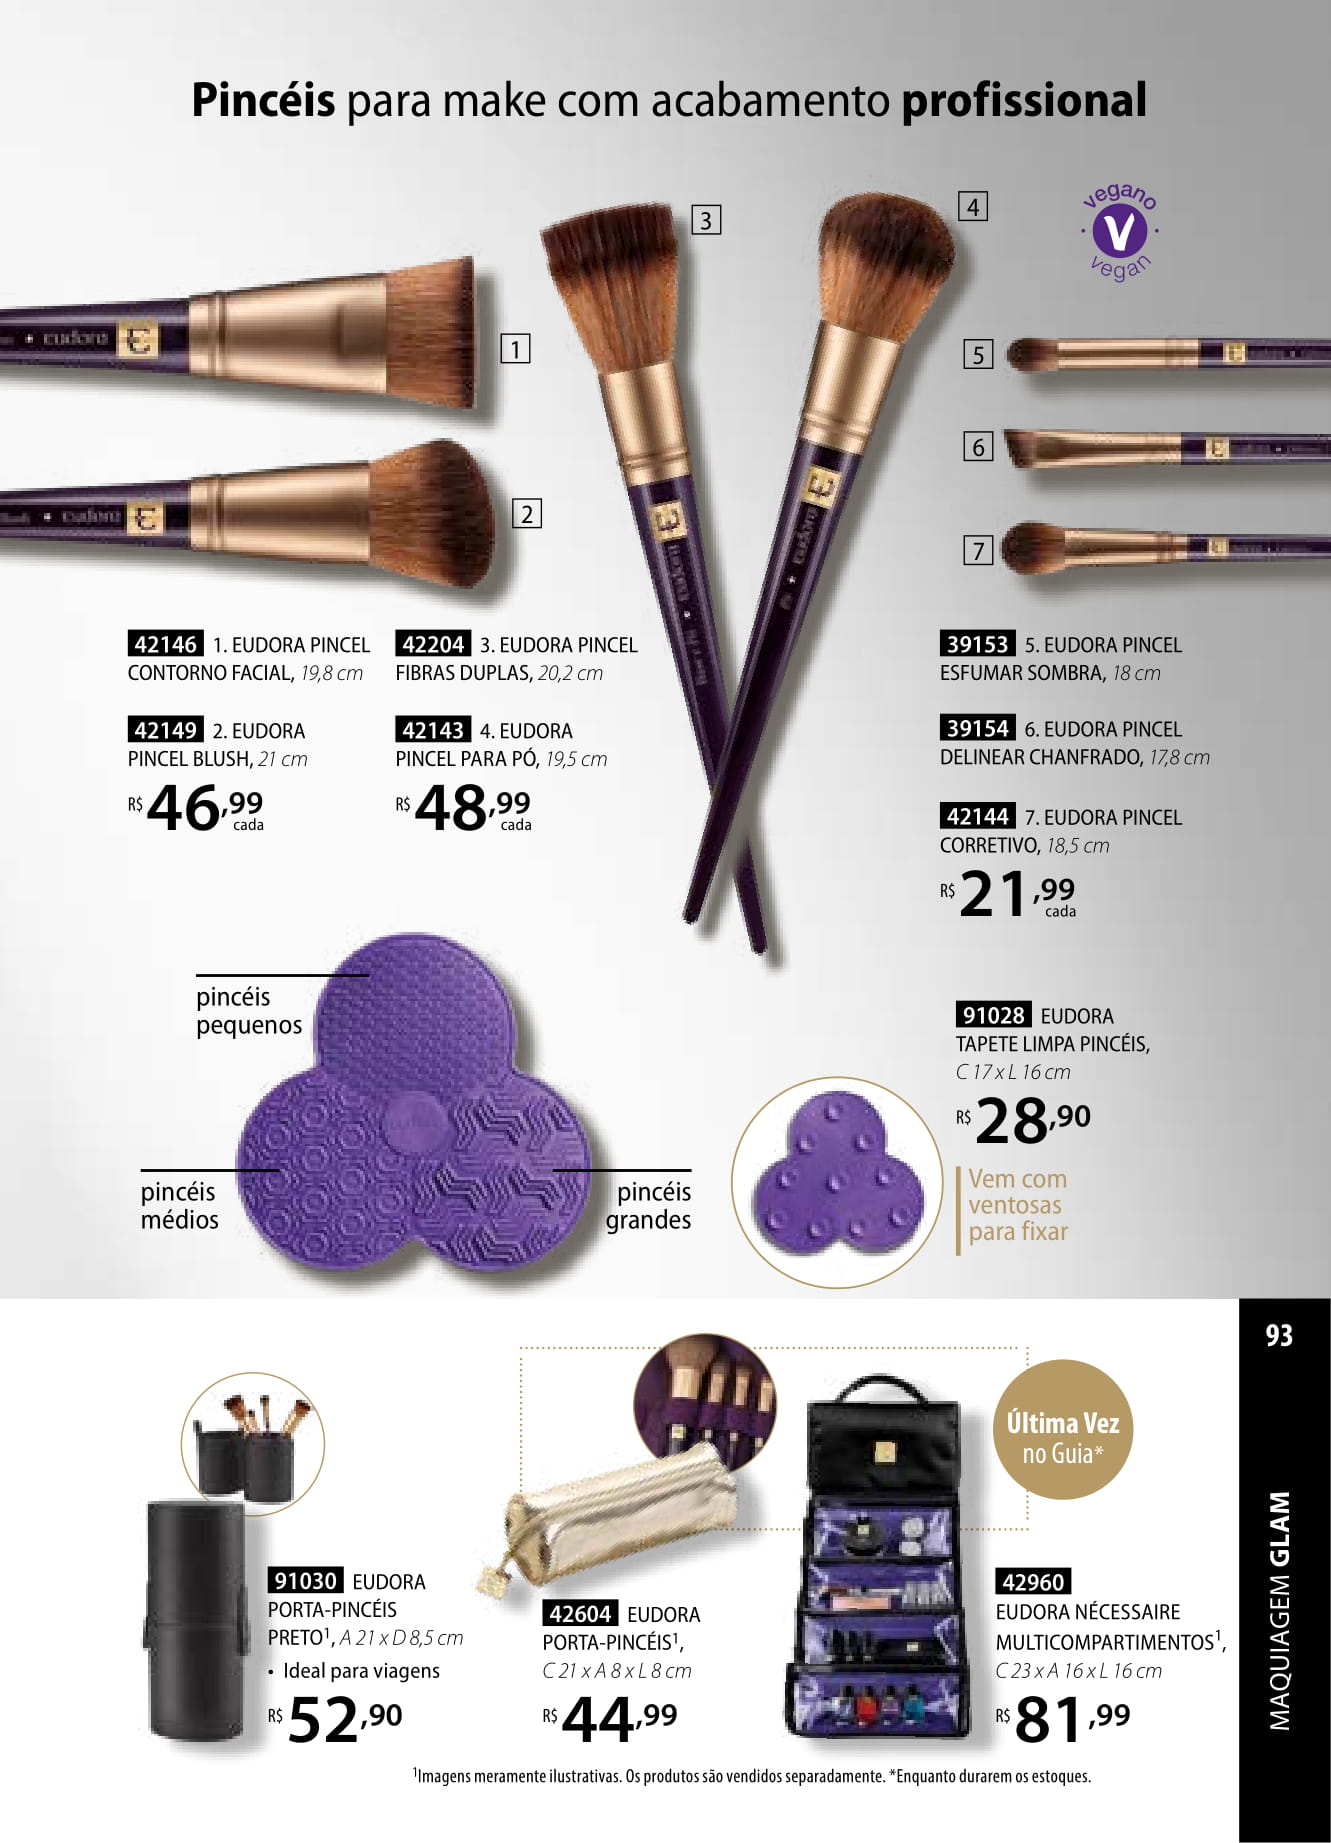 Pincéis para make com acabamento profissional
vegano
V
vegan
1
2
3
4
5
6
7
eudora
eudora
eudora
42146 1. EUDORA PINCEL
CONTORNO FACIAL, 19,8 cm
42149 2. EUDORA
PINCEL BLUSH, 21 cm
R$ 46,99
cada
42204 3. EUDORA PINCEL
FIBRAS DUPLAS, 20,2 cm
42143 4. EUDORA
PINCEL PARA PÓ, 19,5 cm
R$ 48,99
cada
39153 5. EUDORA PINCEL
ESFUMAR SOMBRA, 18 cm
39154 6. EUDORA PINCEL
DELINEAR CHANFRADO, 17,8 cm
42144 7. EUDORA PINCEL
CORRETIVO, 18,5 cm
R$ 21,99
cada
pincéis
pequenos
pincéis
médios
pincéis
grandes
91028 EUDORA
TAPETE LIMPA PINCÉIS,
C 17 x L 16 cm
R$ 28,90
Vem com
ventosas
para fixar
93
MAQUIAGEM GLAM
Última Vez
no Guia*
91030 EUDORA
PORTA-PINCÉIS
PRETO¹, A 21 x D 8,5 cm
• Ideal para viagens
R$ 52,90
42604 EUDORA
PORTA-PINCÉIS¹,
C 21 x A 8 x L 8 cm
R$ 44,99
42960
EUDORA NÉCESSAIRE
MULTICOMPARTIMENTOS¹,
C 23 x A 16 x L 16 cm
R$ 81,99
¹Imagens meramente ilustrativas. Os produtos são vendidos separadamente. *Enquanto durarem os estoques.